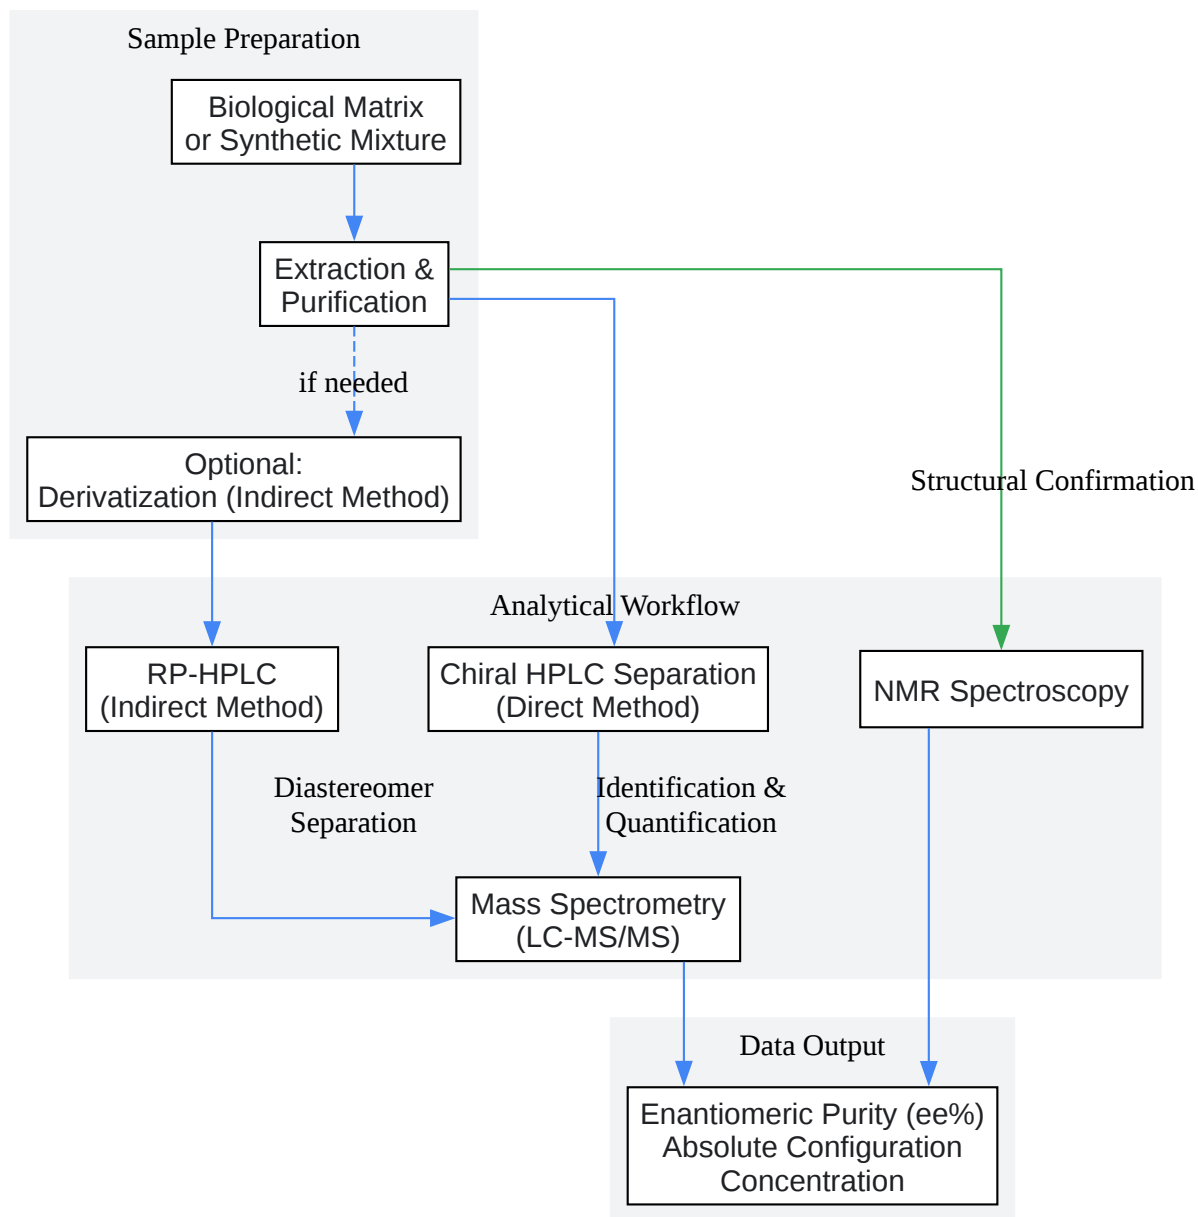 Sample Preparation
Biological Matrix
or Synthetic Mixture
Extraction &
Purification
if needed
Optional:
Derivatization (Indirect Method)
Structural Confirmation
Analytical Workflow
RP-HPLC
(Indirect Method)
Chiral HPLC Separation
(Direct Method)
NMR Spectroscopy
Diastereomer
Separation
Identification &
Quantification
Mass Spectrometry
(LC-MS/MS)
Data Output
Enantiomeric Purity (ee%)
Absolute Configuration
Concentration